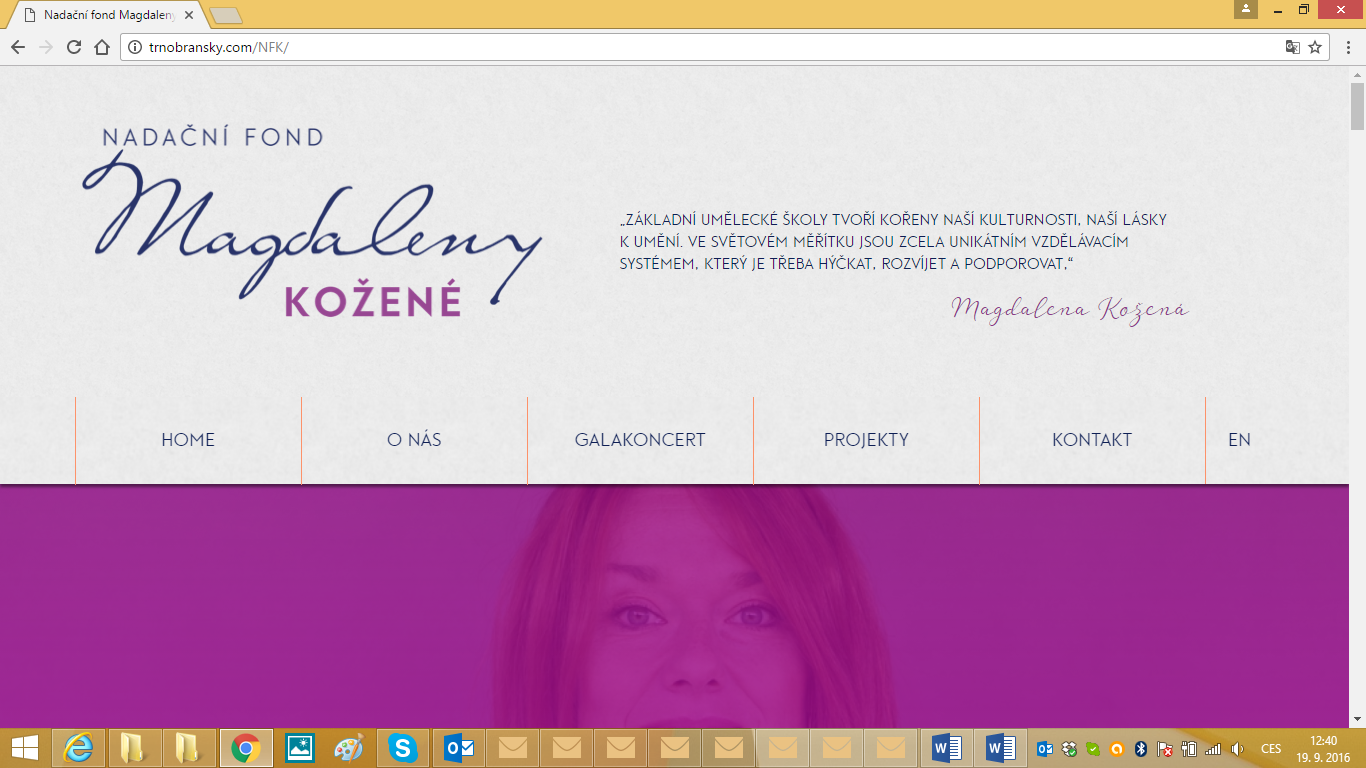 Nadační fond Magdaleny
trnobransky.com/NFK/
NADAČNÍ FOND
Magdaleny
KOŽENÉ
„ZÁKLADNÍ UMĚLECKÉ ŠKOLY TVOŘÍ KOŘENY NAŠÍ KULTURNOSTI, NAŠÍ LÁSKY
K UMĚNÍ. VE SVĚTOVÉM MĚŘÍTKU JSOU ZCELA UNIKÁTNÍM VZDĚLÁVACÍM
SYSTÉMEM, KTERÝ JE TŘEBA HÝČKAT, ROZVÍJET A PODPOROVAT,“
Magdalena Kožená
HOME
O NÁS
GALAKONCERT
PROJEKTY
KONTAKT
EN
CES
12:40
19. 9. 2016